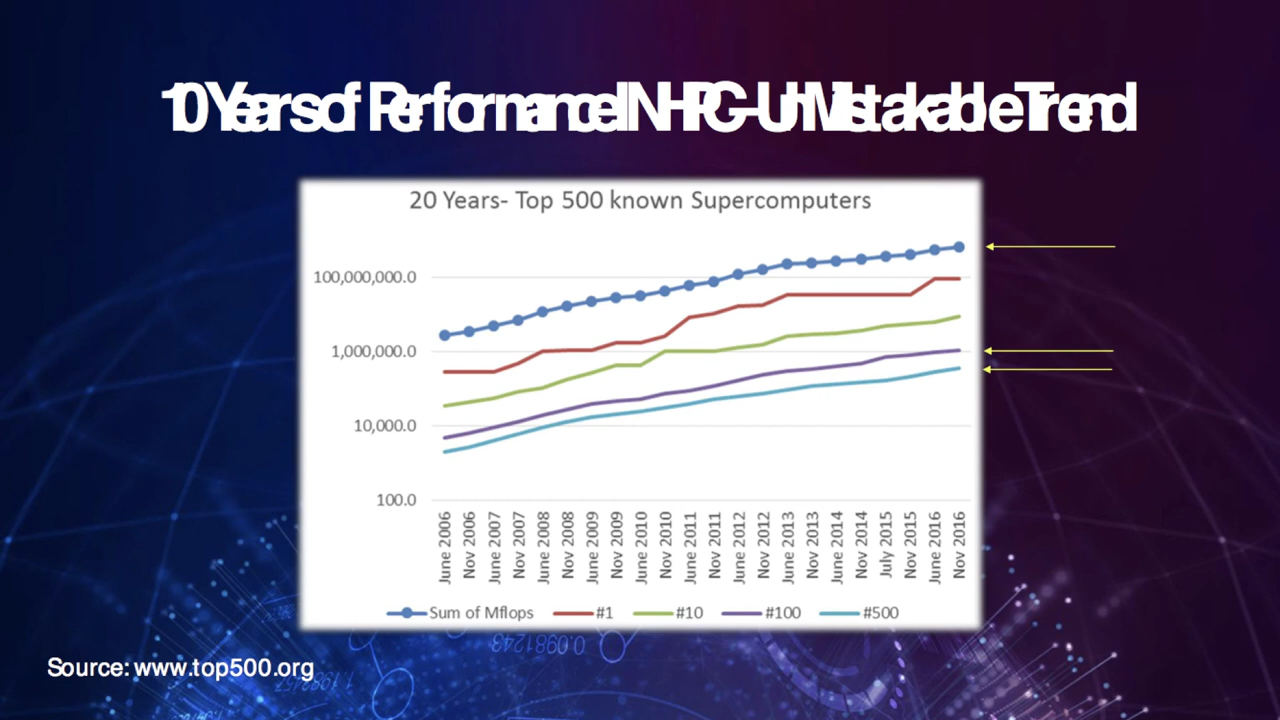 10 Years of Performance IN HPC – UnMistakable Trend
20 Years- Top 500 known Supercomputers
100,000,000.0
1,000,000.0
10,000.0
100.0
June 2006
Nov 2006
June 2007
Nov 2007
June 2008
Nov 2008
June 2009
Nov 2009
June 2010
Nov 2010
June 2011
Nov 2011
June 2012
Nov 2012
June 2013
Nov 2013
June 2014
Nov 2014
July 2015
Nov 2015
June 2016
Nov 2016
Sum of Mflops #1 #10 #100 #500
0.0981243
Source: www.top500.org